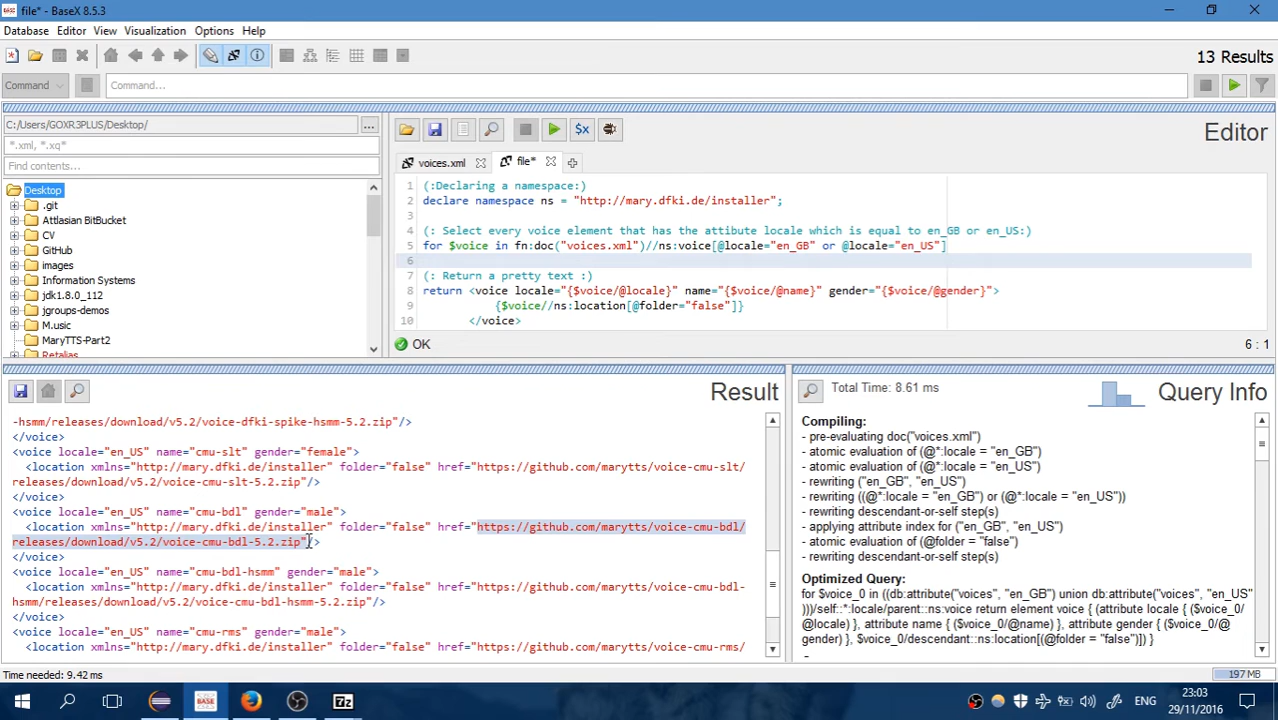 file* - BaseX 8.5.3
Database Editor View Visualization Options Help
13 Results
Command Command...
C:/Users/GOXR3PLUS/Desktop/ ...
*.xml, *.xq*
Find contents...
Desktop
.git
Attlasian BitBucket
CV
GitHub
images
Information Systems
jdk1.8.0_112
jgroups-demos
M.usic
MaryTTS-Part2
Retalias
$x
Editor
voices.xml file*
1 (:Declaring a namespace:)
2 declare namespace ns = "http://mary.dfki.de/installer";
3
4 (: Select every voice element that has the attibute locale which is equal to en_GB or en_US:)
5 for $voice in fn:doc("voices.xml")//ns:voice[@locale="en_GB" or @locale="en_US"]
6
7 (: Return a pretty text :)
8 return <voice locale="{$voice/@locale}" name="{$voice/@name}" gender="{$voice/@gender}">
9 {$voice//ns:location[@folder="false"]}
10 </voice>
OK 6 : 1
Result
-hsmm/releases/download/v5.2/voice-dfki-spike-hsmm-5.2.zip"/>
</voice>
<voice locale="en_US" name="cmu-slt" gender="female">
<location xmlns="http://mary.dfki.de/installer" folder="false" href="https://github.com/marytts/voice-cmu-slt/
releases/download/v5.2/voice-cmu-slt-5.2.zip"/>
</voice>
<voice locale="en_US" name="cmu-bdl" gender="male">
<location xmlns="http://mary.dfki.de/installer" folder="false" href="https://github.com/marytts/voice-cmu-bdl/
releases/download/v5.2/voice-cmu-bdl-5.2.zip"/>
</voice>
<voice locale="en_US" name="cmu-bdl-hsmm" gender="male">
<location xmlns="http://mary.dfki.de/installer" folder="false" href="https://github.com/marytts/voice-cmu-bdl-
hsmm/releases/download/v5.2/voice-cmu-bdl-hsmm-5.2.zip"/>
</voice>
<voice locale="en_US" name="cmu-rms" gender="male">
<location xmlns="http://mary.dfki.de/installer" folder="false" href="https://github.com/marytts/voice-cmu-rms/
Total Time: 8.61 ms
Query Info
Compiling:
- pre-evaluating doc("voices.xml")
- atomic evaluation of (@*:locale = "en_GB")
- atomic evaluation of (@*:locale = "en_US")
- rewriting ("en_GB", "en_US")
- rewriting ((@*:locale = "en_GB") or (@*:locale = "en_US"))
- rewriting descendant-or-self step(s)
- applying attribute index for ("en_GB", "en_US")
- atomic evaluation of (@folder = "false")
- rewriting descendant-or-self step(s)
Optimized Query:
for $voice_0 in ((db:attribute("voices", "en_GB") union db:attribute("voices", "en_US"
)))/self::*:locale/parent::ns:voice return element voice { (attribute locale { ($voice_0/
@locale) }, attribute name { ($voice_0/@name) }, attribute gender { ($voice_0/@
gender) }, $voice_0/descendant::ns:location[(@folder = "false")]) }
Time needed: 9.42 ms
197 MB
BASE
7z
ENG
23:03
29/11/2016